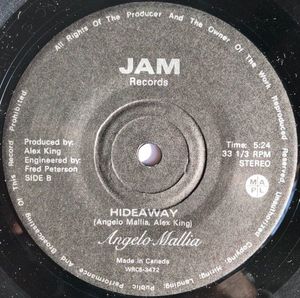 All Rights Of The Producer And The Owner Of The Work Reproduced Reserved Unauthorized Copying; Hiring; Lending; Public Performance And Broadcasting Of This Record Prohibited
JAM
Records
Produced by:
Alex King
Engineered by:
Fred Peterson
SIDE B
Time: 5:24
33 1/3 RPM
STEREO
M A
P L
HIDEAWAY
(Angelo Mallia, Alex King)
Angelo Mallia
Made in Canada
WRC6-3472